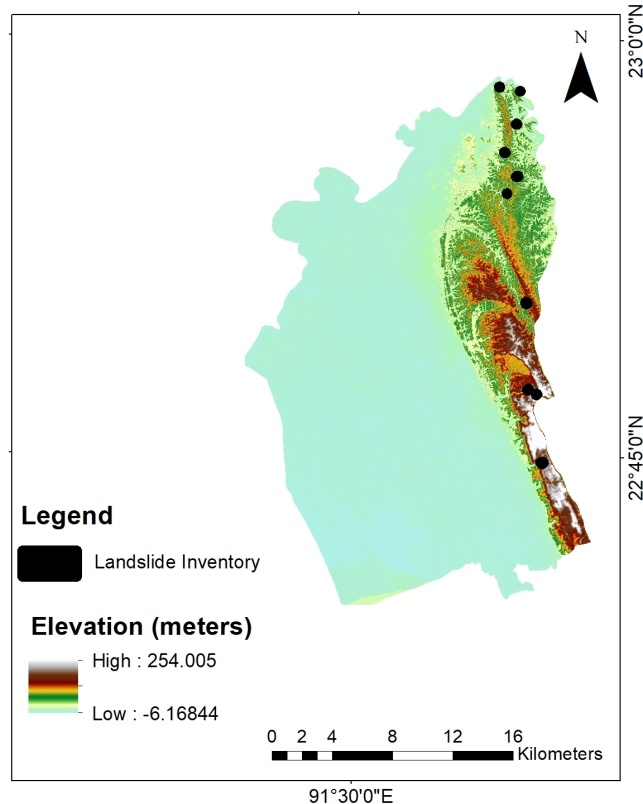 23°0'0"N
N
22°45'0"N
Legend
Landslide Inventory
Elevation (meters)
High : 254.005
Low : -6.16844
0 2 4 8 12 16
Kilometers
91°30'0"E